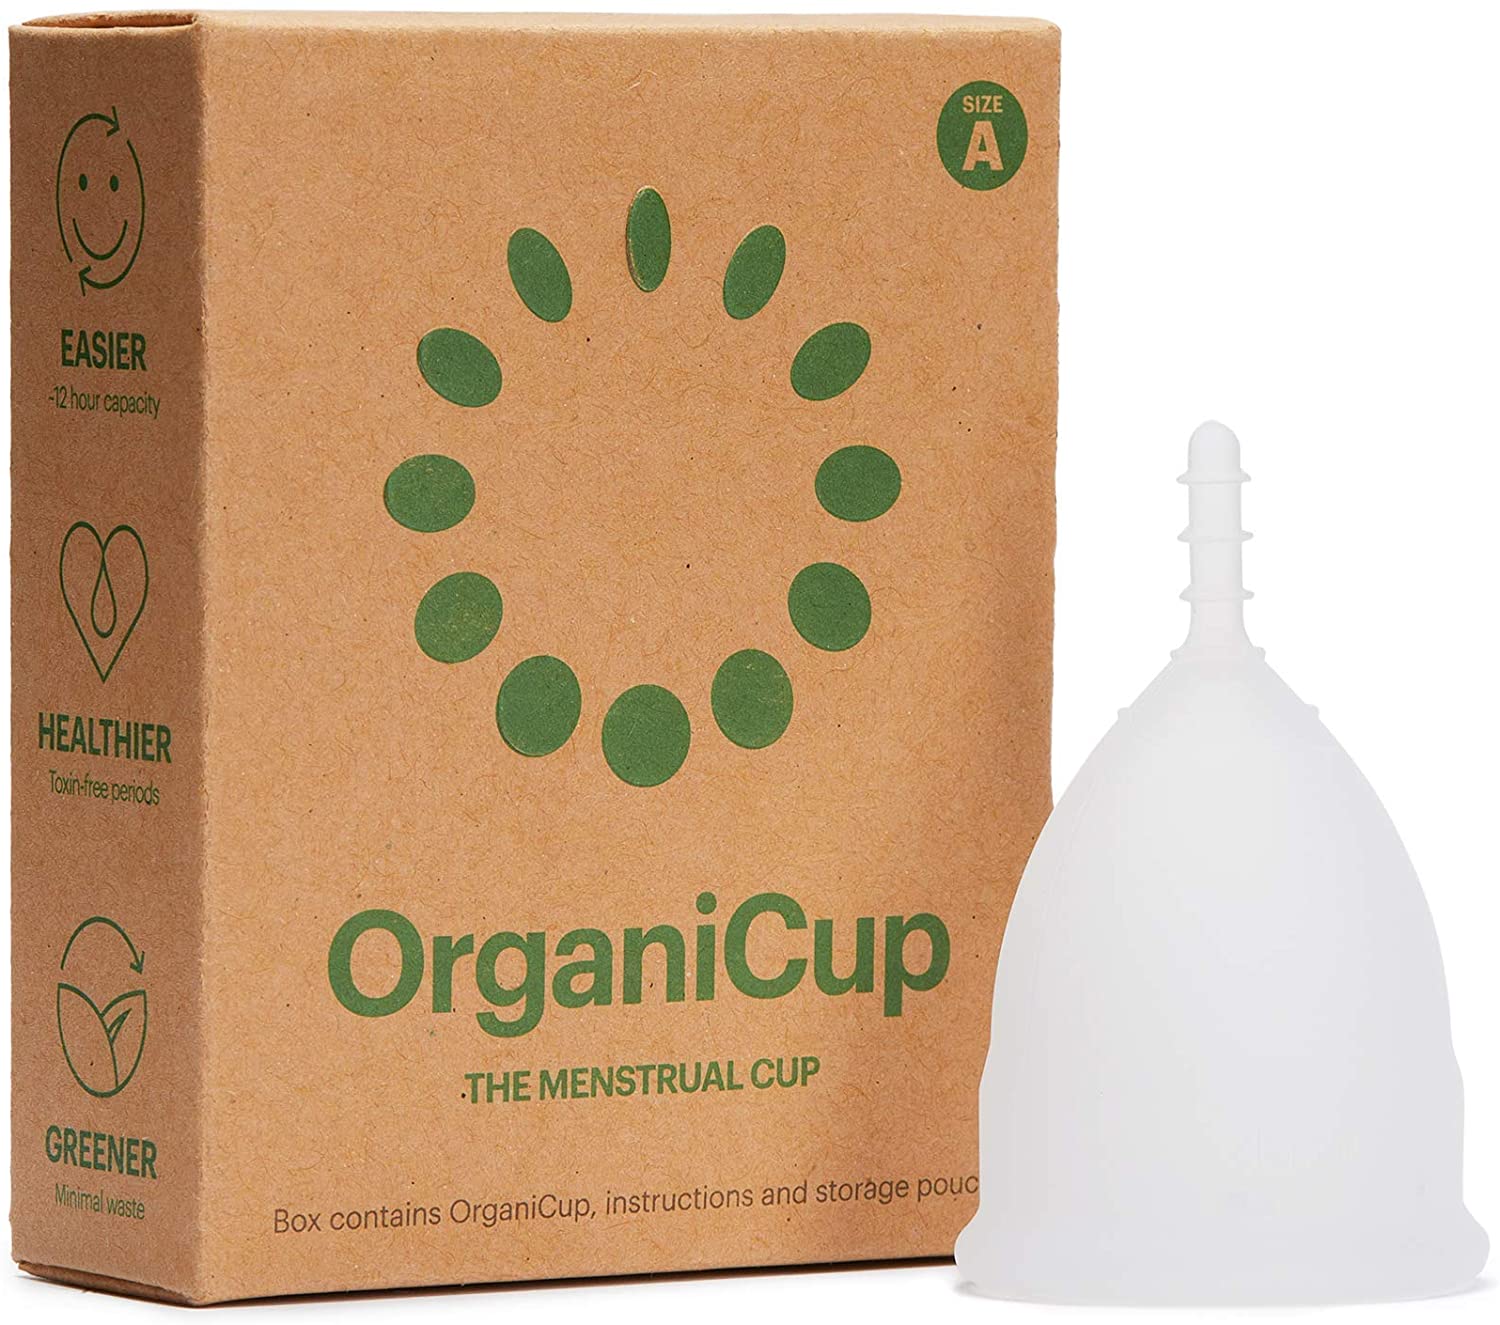 SIZE
A
EASIER
~12 hour capacity
HEALTHIER
Toxin-free periods
GREENER
Minimal waste
OrganiCup
THE MENSTRUAL CUP
Box contains OrganiCup, instructions and storage pouc